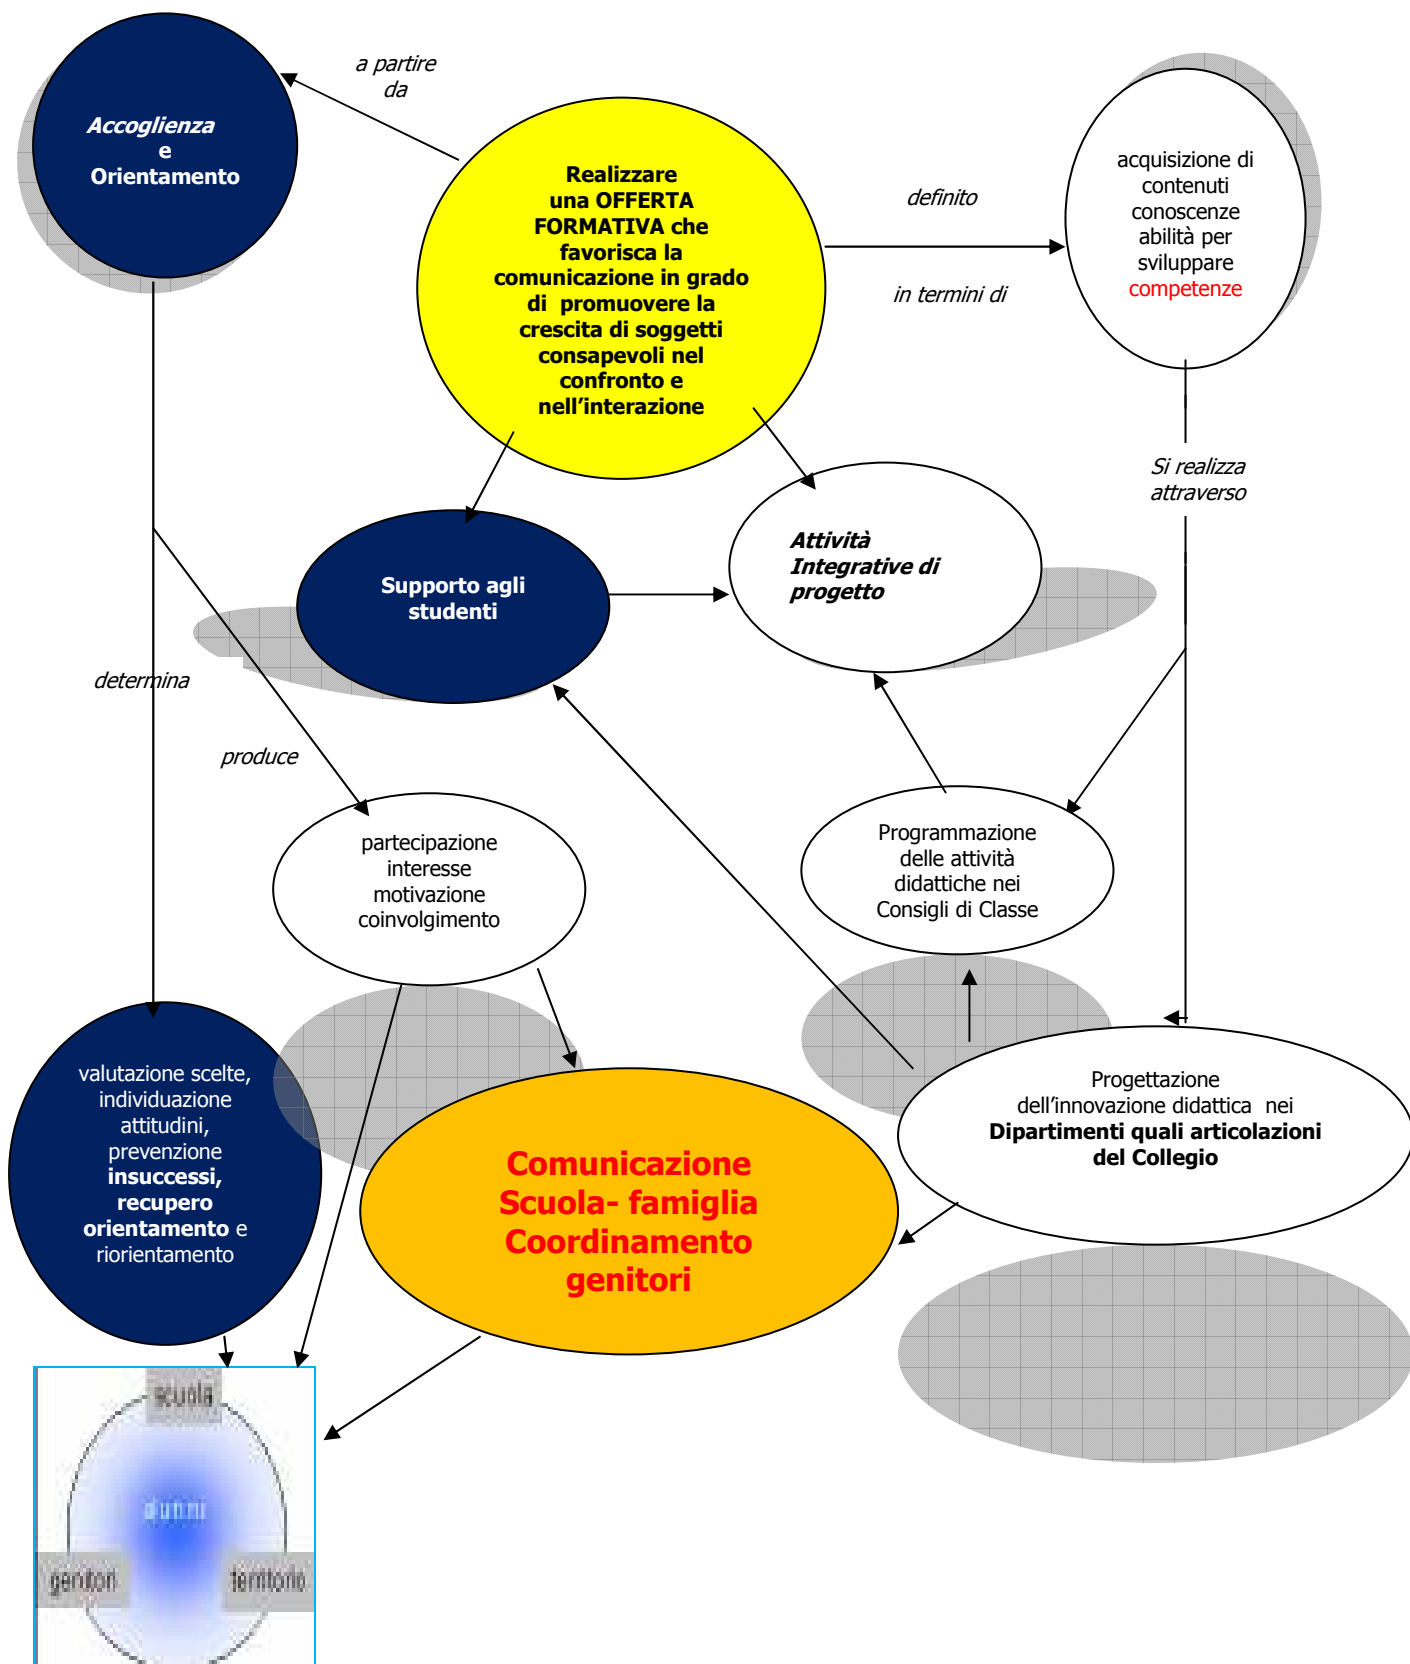 a partire
da
Accoglienza
e
Orientamento
Realizzare
una OFFERTA
FORMATIVA che
favorisca la
comunicazione in grado
di promuovere la
crescita di soggetti
consapevoli nel
confronto e
nell'interazione
definito
in termini di
acquisizione di
contenuti
conoscenze
abilità per
sviluppare
competenze
Si realizza
attraverso
Supporto agli
studenti
Attività
Integrative di
progetto
determina
produce
partecipazione
interesse
motivazione
coinvolgimento
Programmazione
delle attività
didattiche nei
Consigli di Classe
valutazione scelte,
individuazione
attitudini,
prevenzione
insuccessi,
recupero
orientamento e
riorientamento
Comunicazione
Scuola- famiglia
Coordinamento
genitori
Progettazione
dell'innovazione didattica nei
Dipartimenti quali articolazioni
del Collegio
scuola
alunni
genitori
territorio